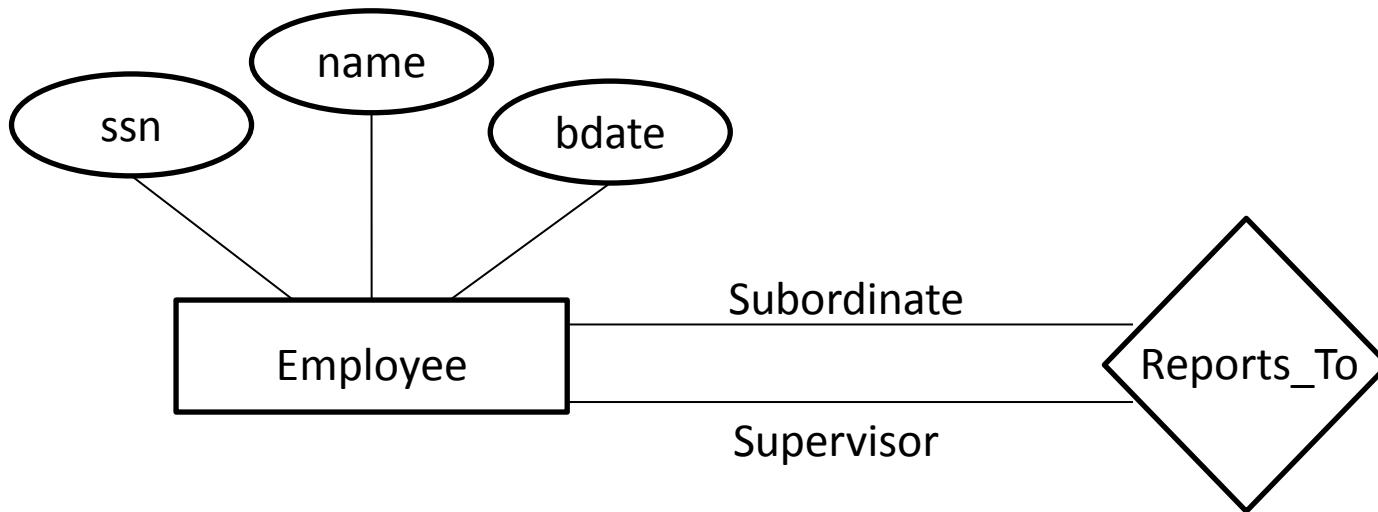 name
ssn
bdate
Subordinate
Employee
Reports_To
Supervisor